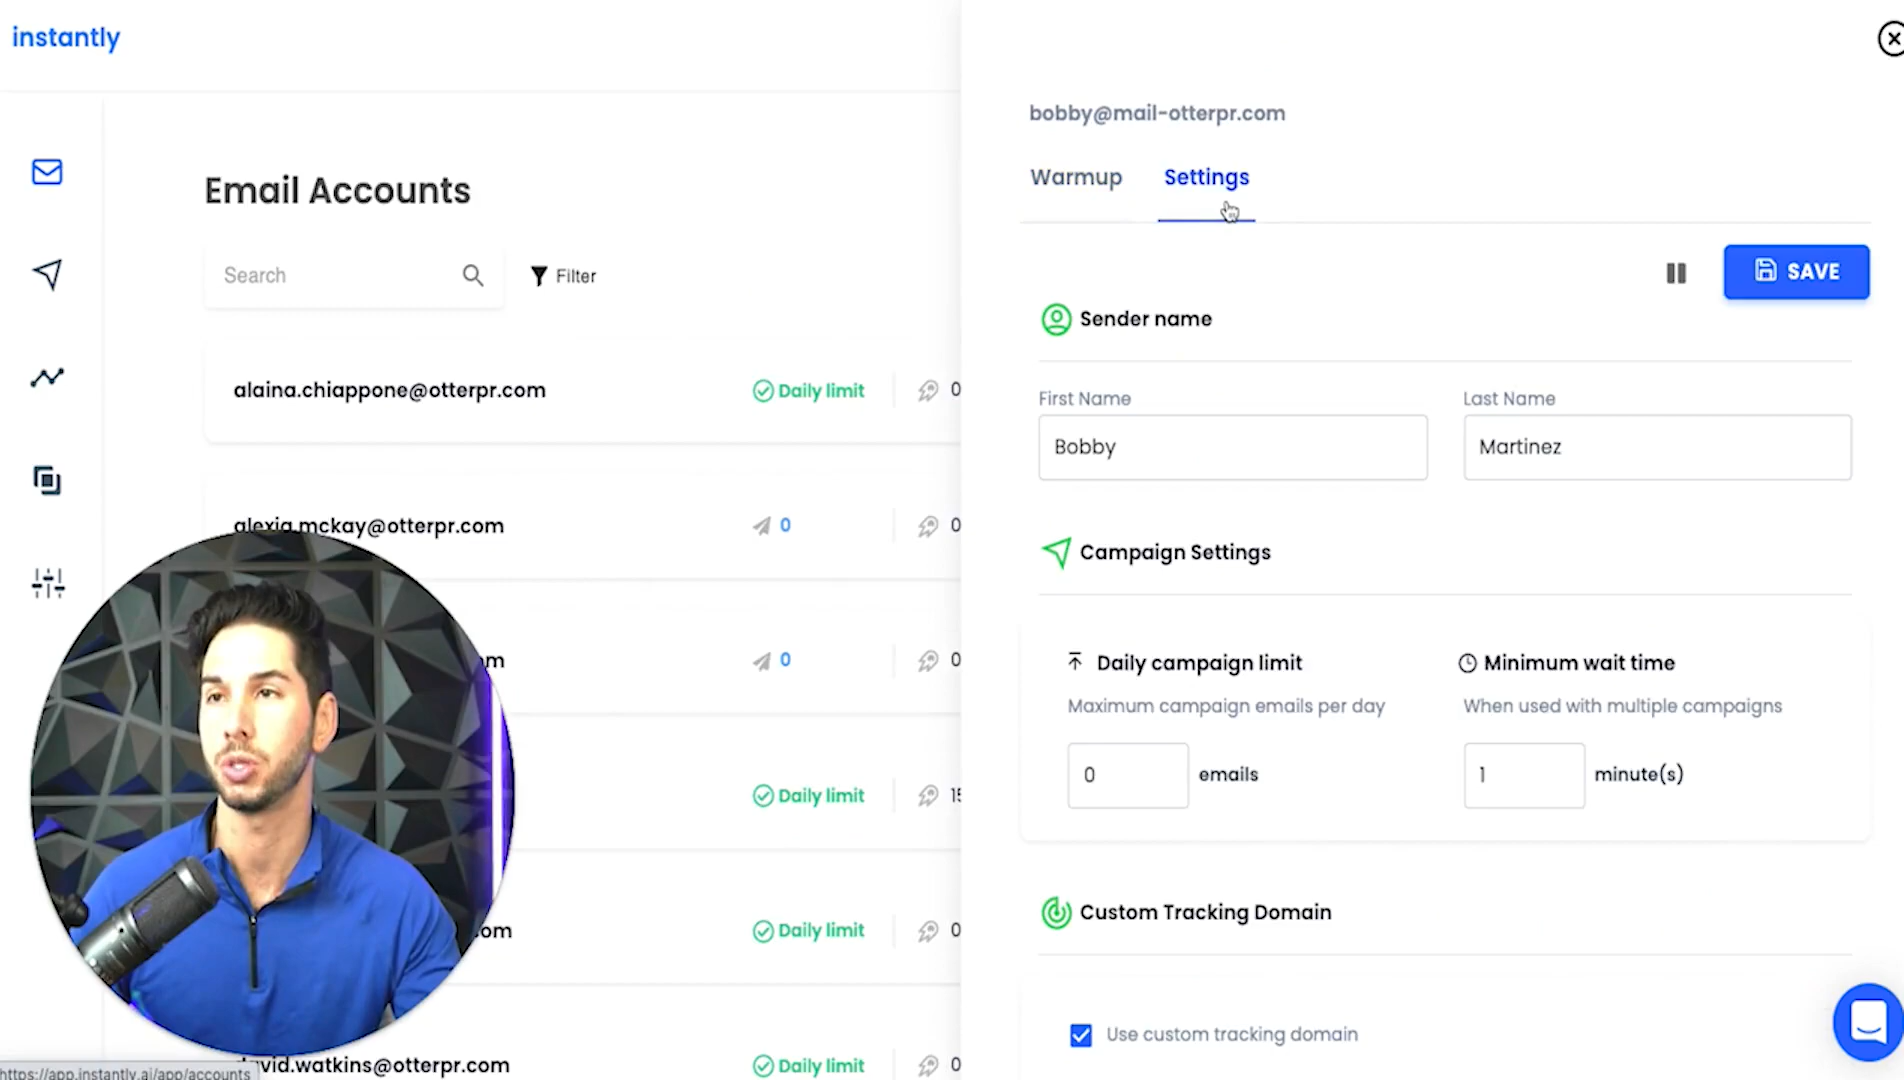 instantly
bobby@mail-otterpr.com
Warmup Settings
Email Accounts
Search
Filter
SAVE
Sender name
First Name
Last Name
Bobby
Martinez
alaina.chiappone@otterpr.com
Daily limit
0
alexia.mckay@otterpr.com
0
0
Campaign Settings
om
0
0
Daily campaign limit
Minimum wait time
Maximum campaign emails per day
When used with multiple campaigns
0 emails
1 minute(s)
Daily limit
15
Custom Tracking Domain
om
Daily limit
0
Use custom tracking domain
vid.watkins@otterpr.com
Daily limit
0
https://app.instantly.ai/app/accounts